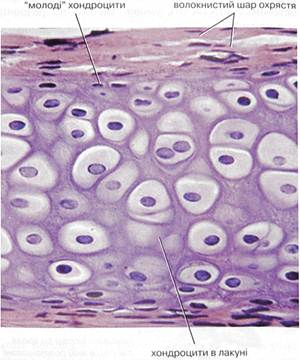 "молоді" хондроцити
волокнистий шар охрястя
хондроцити в лакуні